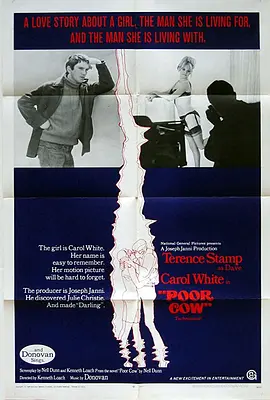 A LOVE STORY ABOUT A GIRL, THE MAN SHE IS LIVING FOR,
AND THE MAN SHE IS LIVING WITH.
National General Pictures presents
A Joseph Janni Production
Terence Stamp
as Dave
Carol White in
"POOR
COW"
The girl is Carol White.
Her name is
easy to remember.
Her motion picture
will be hard to forget.
The producer is Joseph Janni.
He discovered Julie Christie.
And made "Darling".
...and
Donovan
Sings.
Screenplay by Nell Dunn and Kenneth Loach From the novel "Poor Cow" by Nell Dunn
Directed by Kenneth Loach Music by Donovan
A NEW EXCITEMENT IN ENTERTAINMENT